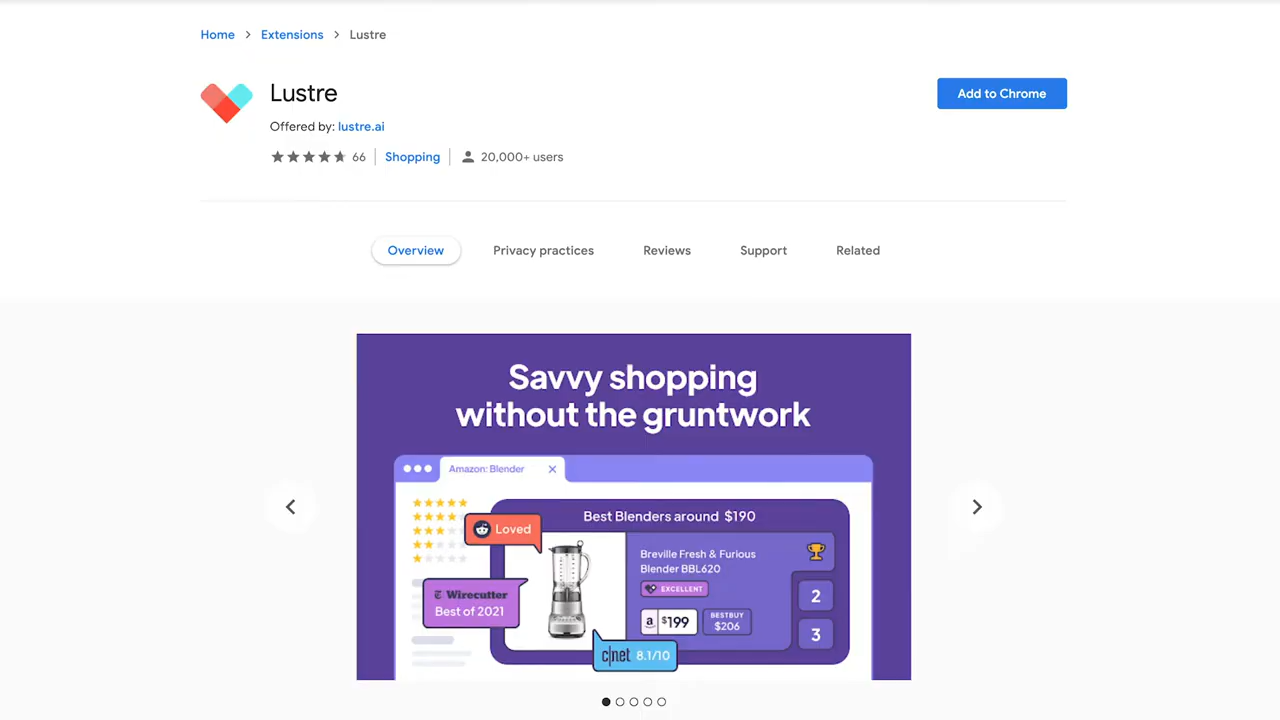 Home > Extensions > Lustre
Lustre
Add to Chrome
Offered by: lustre.ai
66 Shopping 20,000+ users
Overview Privacy practices Reviews Support Related
Savvy shopping
without the gruntwork
Amazon: Blender
Best Blenders around $190
Loved
Breville Fresh & Furious
Blender BBL620
EXCELLENT
Wirecutter
Best of 2021
a $199
BESTBUY
$206
2
3
c|net 8.1/10